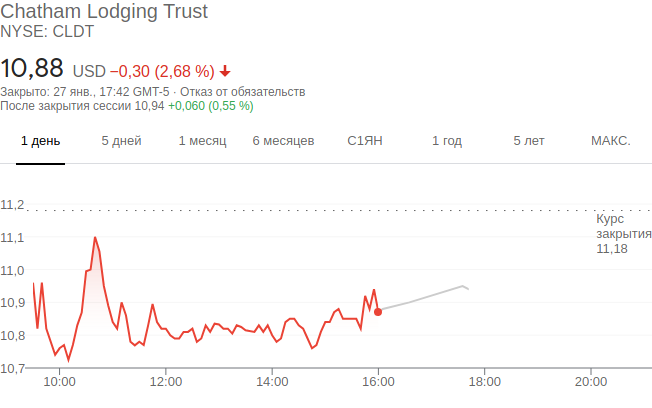 Chatham Lodging Trust
NYSE: CLDT
10,88 USD −0,30 (2,68 %)
Закрыто: 27 янв., 17:42 GMT-5 · Отказ от обязательств
После закрытия сессии 10,94 +0,060 (0,55 %)
1 день 5 дней 1 месяц 6 месяцев С1ЯН 1 год 5 лет МАКС.
11,2
Курс
закрытия
11,18
11,1
11,0
10,9
10,8
10,7
10:00 12:00 14:00 16:00 18:00 20:00